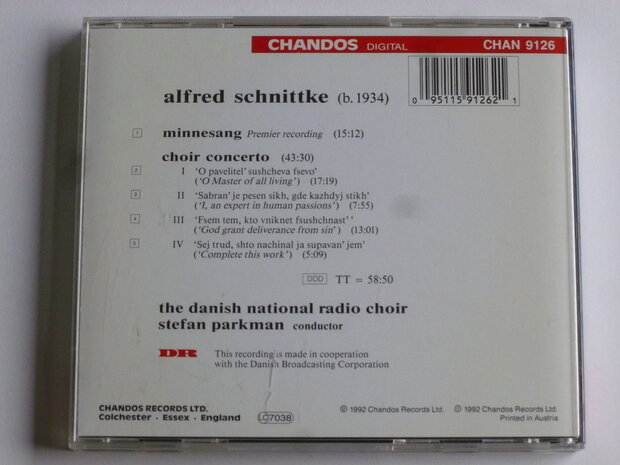 CHANDOS DIGITAL CHAN 9126
alfred schnittke (b. 1934)
0 95115 91262 1
1 minnesang Premier recording (15:12)
choir concerto (43:30)
2 I ‘O pavelitel’ sushcheva fsevo’
(‘O Master of all living’) (17:19)
3 II ‘Sabran’ je pesen sikh, gde kazhdyj stikh’
(‘I, an expert in human passions’) (7:55)
4 III ‘Fsem tem, kto vniknet fsushchnast’’
(‘God grant deliverance from sin’) (13:01)
5 IV ‘Sej trud, shto nachinal ja supavan’ jem’
(‘Complete this work’) (5:09)
DDD TT = 58:50
the danish national radio choir
stefan parkman conductor
DR This recording is made in cooperation
with the Danish Broadcasting Corporation
CHANDOS RECORDS LTD.
Colchester · Essex · England
LC7038
℗ 1992 Chandos Records Ltd. © 1992 Chandos Records Ltd.
Printed in Austria